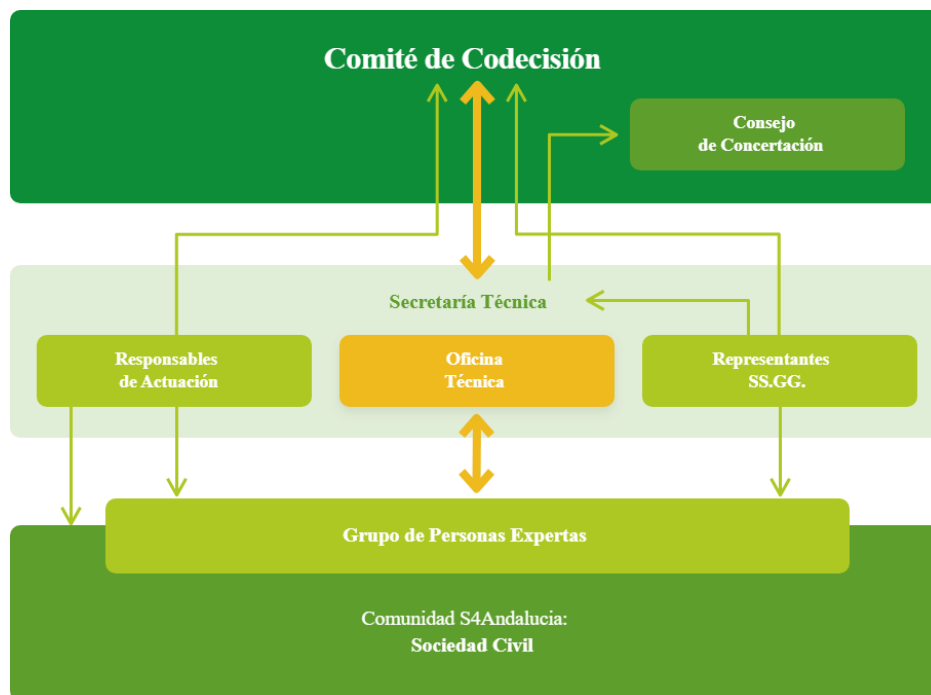 Comité de Codecisión
Consejo
de Concertación
Secretaría Técnica
Responsables
de Actuación
Oficina
Técnica
Representantes
SS.GG.
Grupo de Personas Expertas
Comunidad S4Andalucia:
Sociedad Civil